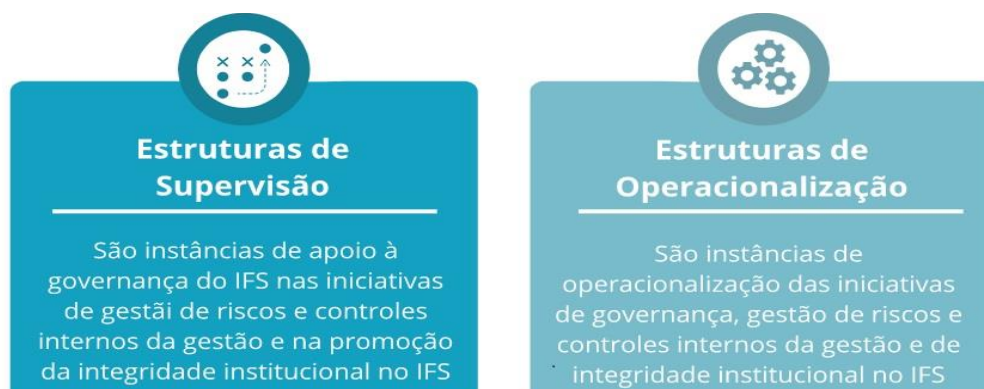 Estruturas de
Supervisão
São instâncias de apoio à
governança do IFS nas iniciativas
de gestãi de riscos e controles
internos da gestão e na promoção
da integridade institucional no IFS
Estruturas de
Operacionalização
São instâncias de
operacionalização das iniciativas
de governança, gestão de riscos e
controles internos da gestão e de
integridade institucional no IFS